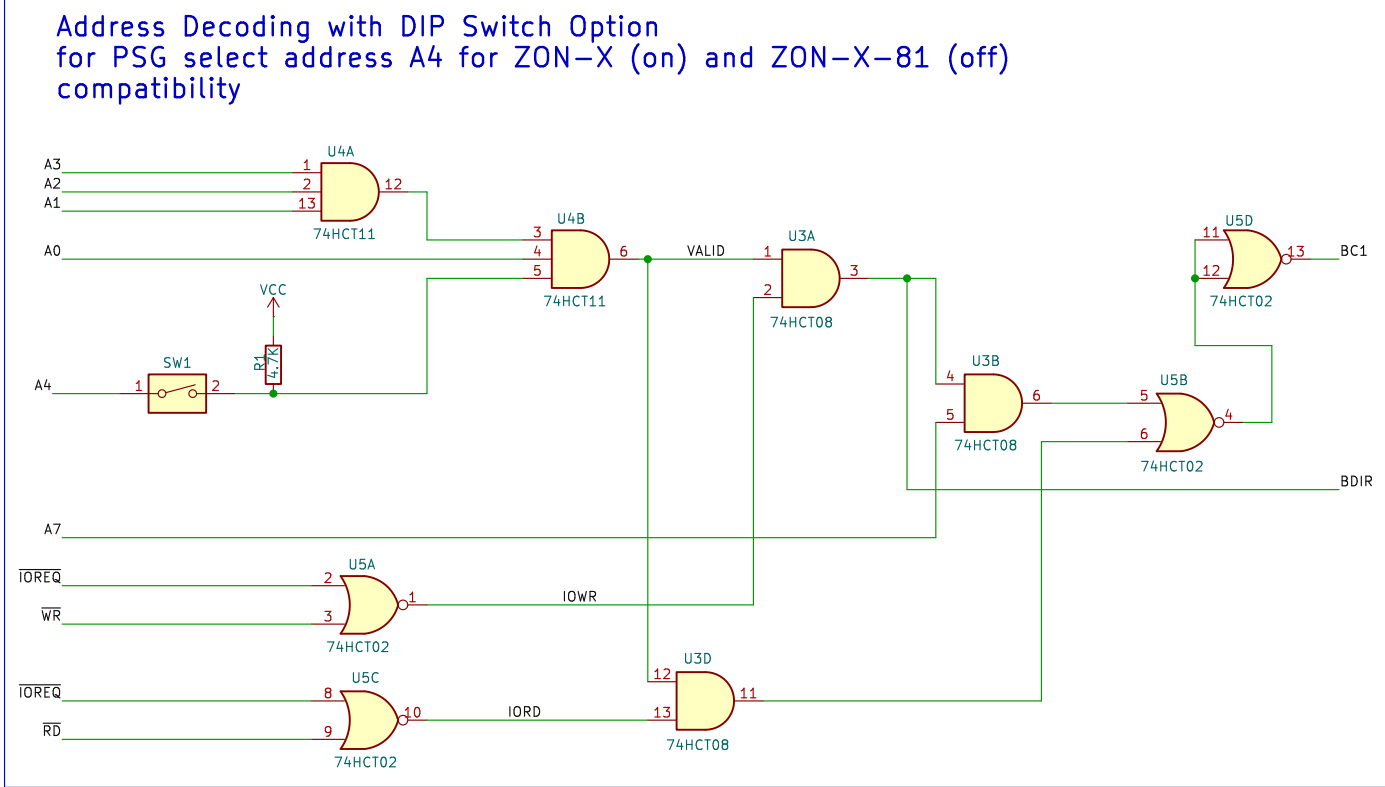 Address Decoding with DIP Switch Option
for PSG select address A4 for ZON-X (on) and ZON-X-81 (off)
compatibility
U4A
A3 1
A2 2 12
A1 13
74HCT11
U4B
3
A0 4 6
5
74HCT11
VALID
U3A
1
2 3
74HCT08
U5D
11
12 13
BC1
74HCT02
VCC
R1
4.7K
SW1
A4 1 2
U3B
4
5 6
74HCT08
U5B
5
6 4
74HCT02
BDIR
A7
U5A
IOREQ 2
1
WR 3
74HCT02
IOWR
U5C
IOREQ 8
10
RD 9
74HCT02
IORD
U3D
12
13 11
74HCT08